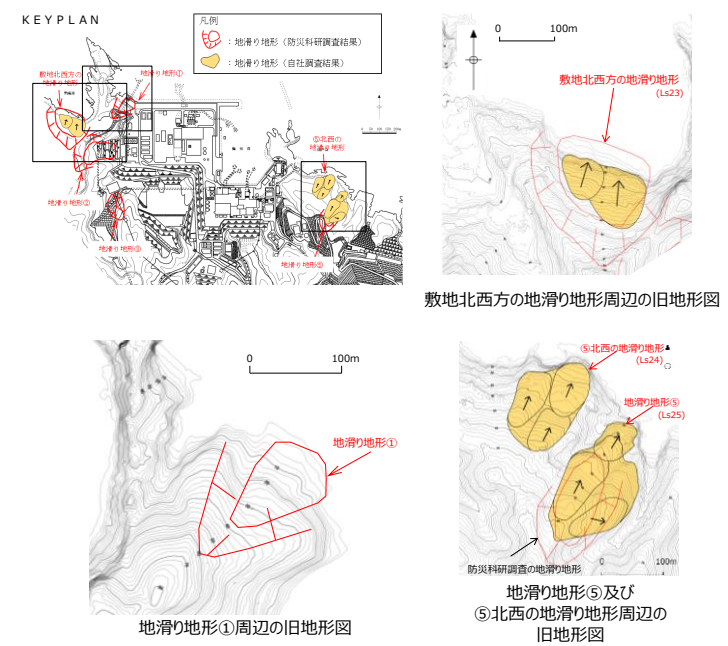 KEYPLAN
凡例
：地滑り地形（防災科研調査結果）
：地滑り地形（自社調査結果）
敷地北西方の
地滑り地形
地滑り地形①
⑤北西の
地滑り地形
地滑り地形②
地滑り地形③
地滑り地形⑤
0 100m
敷地北西方の地滑り地形
(Ls23)
敷地北西方の地滑り地形周辺の旧地形図
0 100m
地滑り地形①
地滑り地形①周辺の旧地形図
⑤北西の地滑り地形
(Ls24)
地滑り地形⑤
(Ls25)
防災科研調査の地滑り地形
0 100m
地滑り地形⑤及び
⑤北西の地滑り地形周辺の
旧地形図